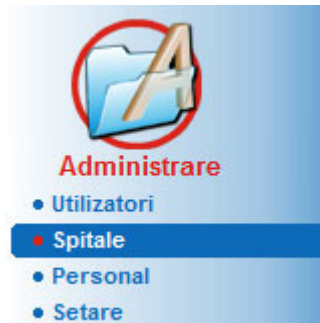 A
Administrare
Utilizatori
Spitale
Personal
Setare